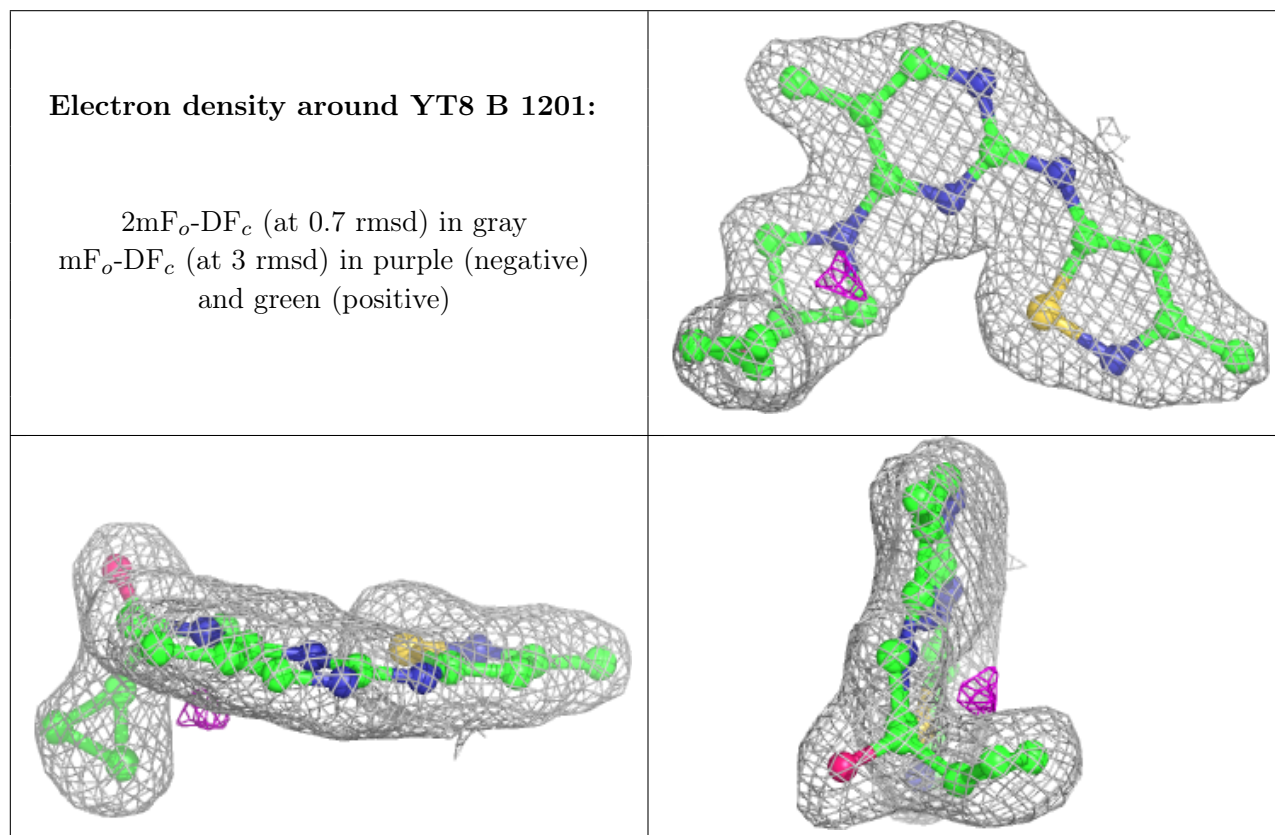 Electron density around YT8 B 1201:
2mFo-DFc (at 0.7 rmsd) in gray
mFo-DFc (at 3 rmsd) in purple (negative)
and green (positive)